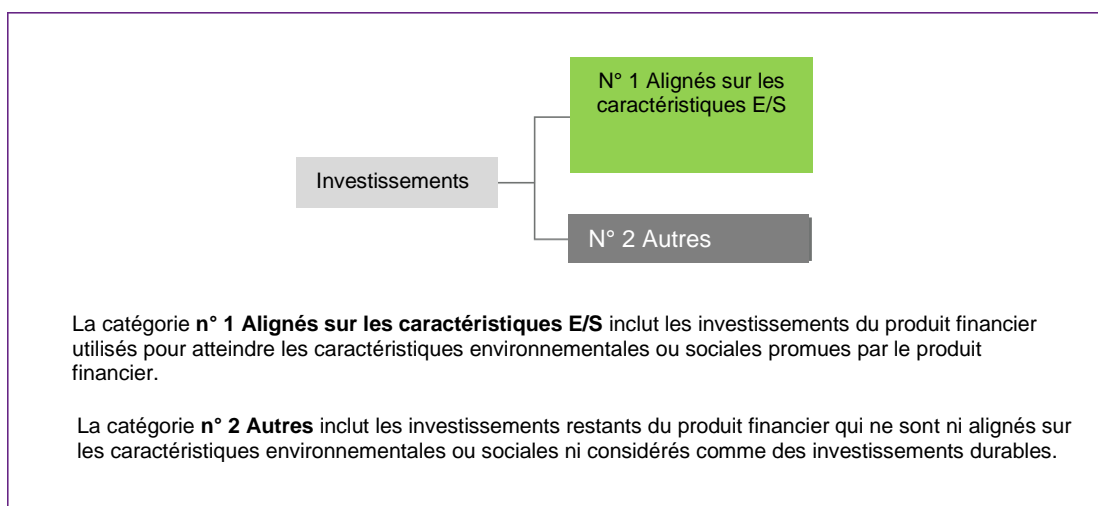 N° 1 Alignés sur les
caractéristiques E/S
Investissements
N° 2 Autres
La catégorie n° 1 Alignés sur les caractéristiques E/S inclut les investissements du produit financier
utilisés pour atteindre les caractéristiques environnementales ou sociales promues par le produit
financier.
La catégorie n° 2 Autres inclut les investissements restants du produit financier qui ne sont ni alignés sur
les caractéristiques environnementales ou sociales ni considérés comme des investissements durables.